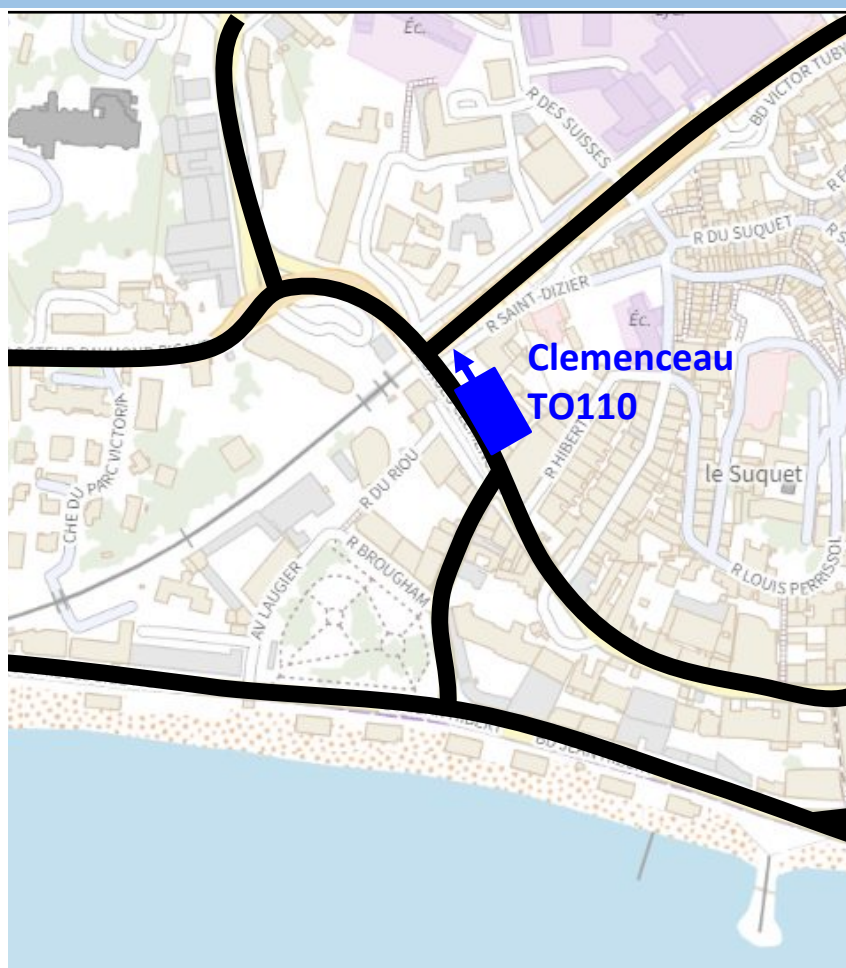 Éc.
R DES SUISSES
BD VICTOR TUBY
R DU SUQUET
R SAINT-DIZIER
Éc.
Clemenceau
TO110
R HIBERT
le Suquet
CHE DU PARC VICTORIA
R DU RIOU
R BROUGHAM
AV LAUGIER
R LOUIS PERRISSOL